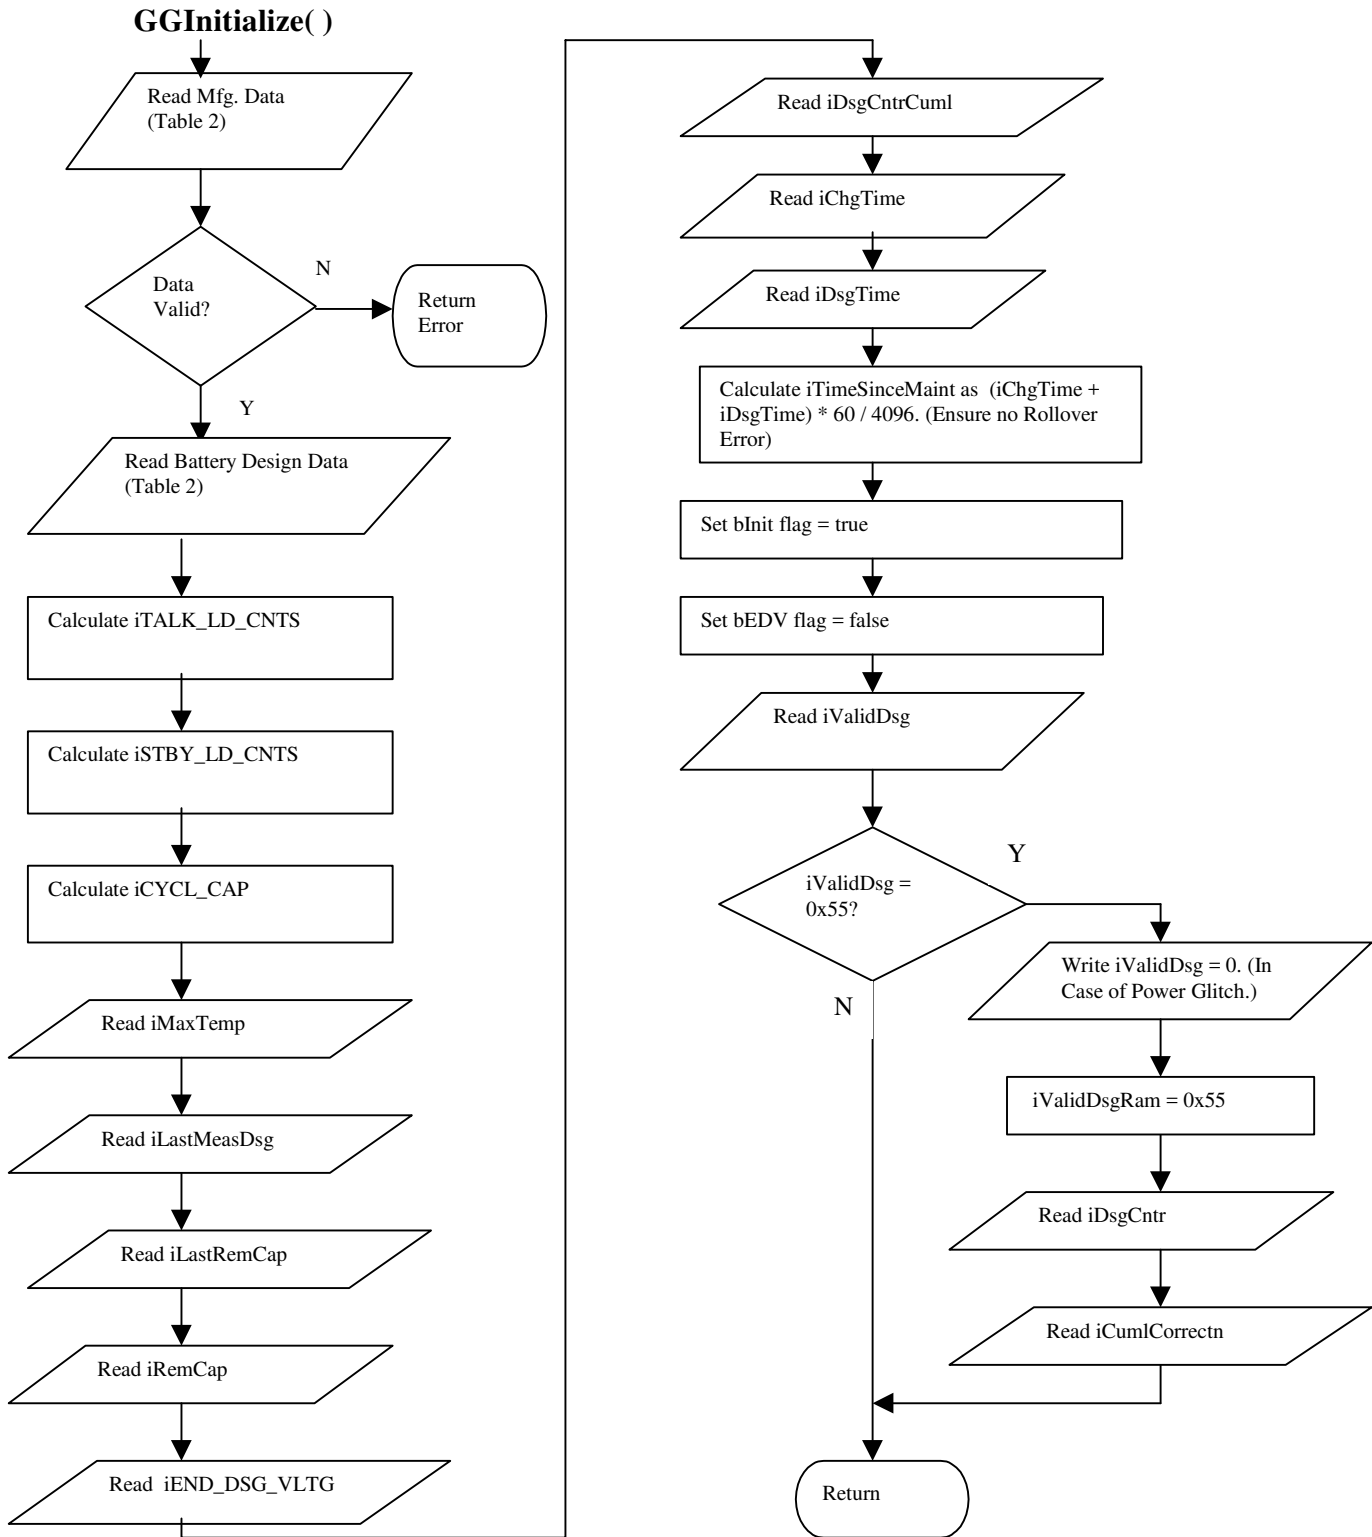 GGInitialize( )
Read Mfg. Data
(Table 2)
Data
Valid?
N
Return
Error
Y
Read Battery Design Data
(Table 2)
Calculate iTALK_LD_CNTS
Calculate iSTBY_LD_CNTS
Calculate iCYCL_CAP
Read iMaxTemp
Read iLastMeasDsg
Read iLastRemCap
Read iRemCap
Read iEND_DSG_VLTG
Read iDsgCntrCuml
Read iChgTime
Read iDsgTime
Calculate iTimeSinceMaint as (iChgTime +
iDsgTime) * 60 / 4096. (Ensure no Rollover
Error)
Set bInit flag = true
Set bEDV flag = false
Read iValidDsg
iValidDsg =
0x55?
Y
N
Write iValidDsg = 0. (In
Case of Power Glitch.)
iValidDsgRam = 0x55
Read iDsgCntr
Read iCumlCorrectn
Return